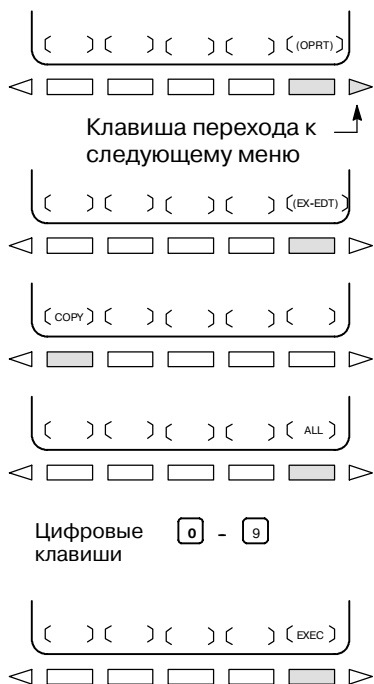 (OPRT)
Клавиша перехода к
следующему меню
(EX-EDT)
COPY
ALL
Цифровые 0 - 9
клавиши
EXEC